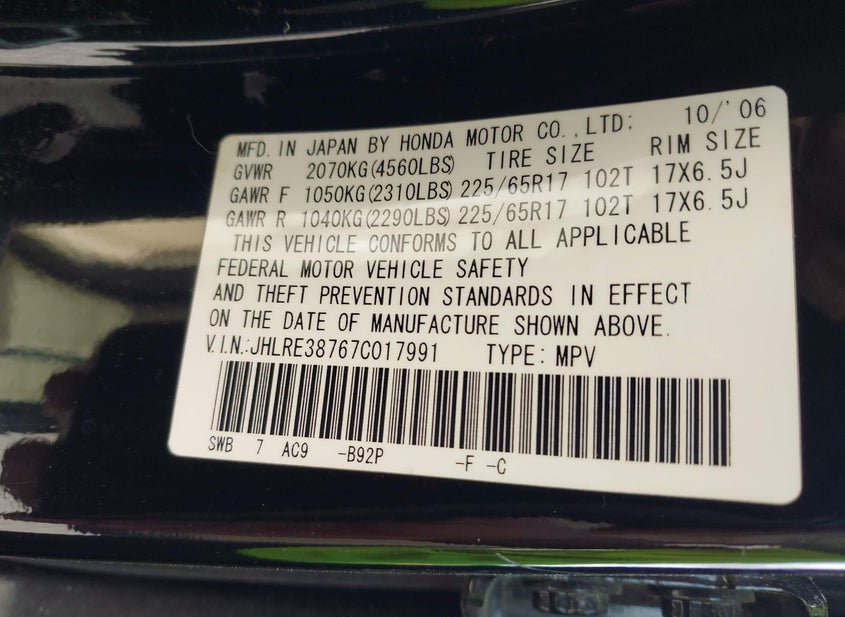 MFD. IN JAPAN BY HONDA MOTOR CO., LTD: 10/'06
GVWR 2070KG(4560LBS) TIRE SIZE RIM SIZE
GAWR F 1050KG(2310LBS) 225/65R17 102T 17X6.5J
GAWR R 1040KG(2290LBS) 225/65R17 102T 17X6.5J
THIS VEHICLE CONFORMS TO ALL APPLICABLE
FEDERAL MOTOR VEHICLE SAFETY
AND THEFT PREVENTION STANDARDS IN EFFECT
ON THE DATE OF MANUFACTURE SHOWN ABOVE.
V.I.N.:JHLRE38767C017991 TYPE: MPV
SWB 7 AC9 -B92P -F -C